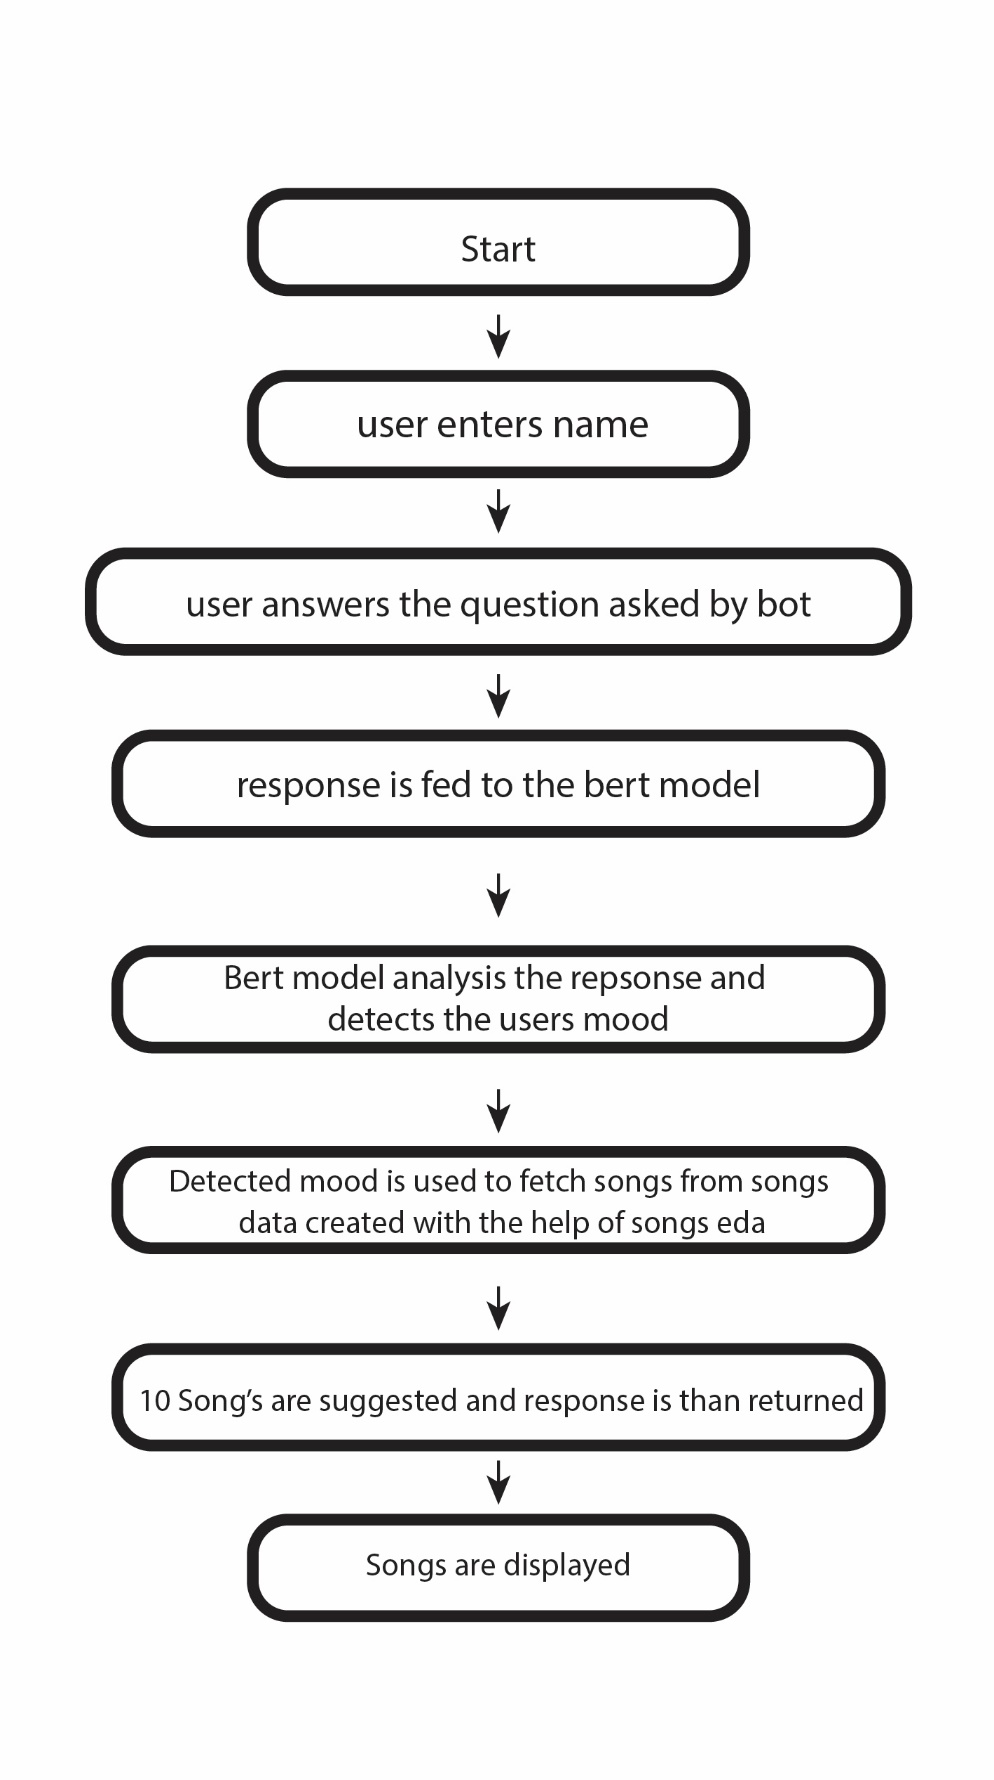 Start
user enters name
user answers the question asked by bot
response is fed to the bert model
Bert model analysis the repsonse and
detects the users mood
Detected mood is used to fetch songs from songs
data created with the help of songs eda
10 Song’s are suggested and response is than returned
Songs are displayed